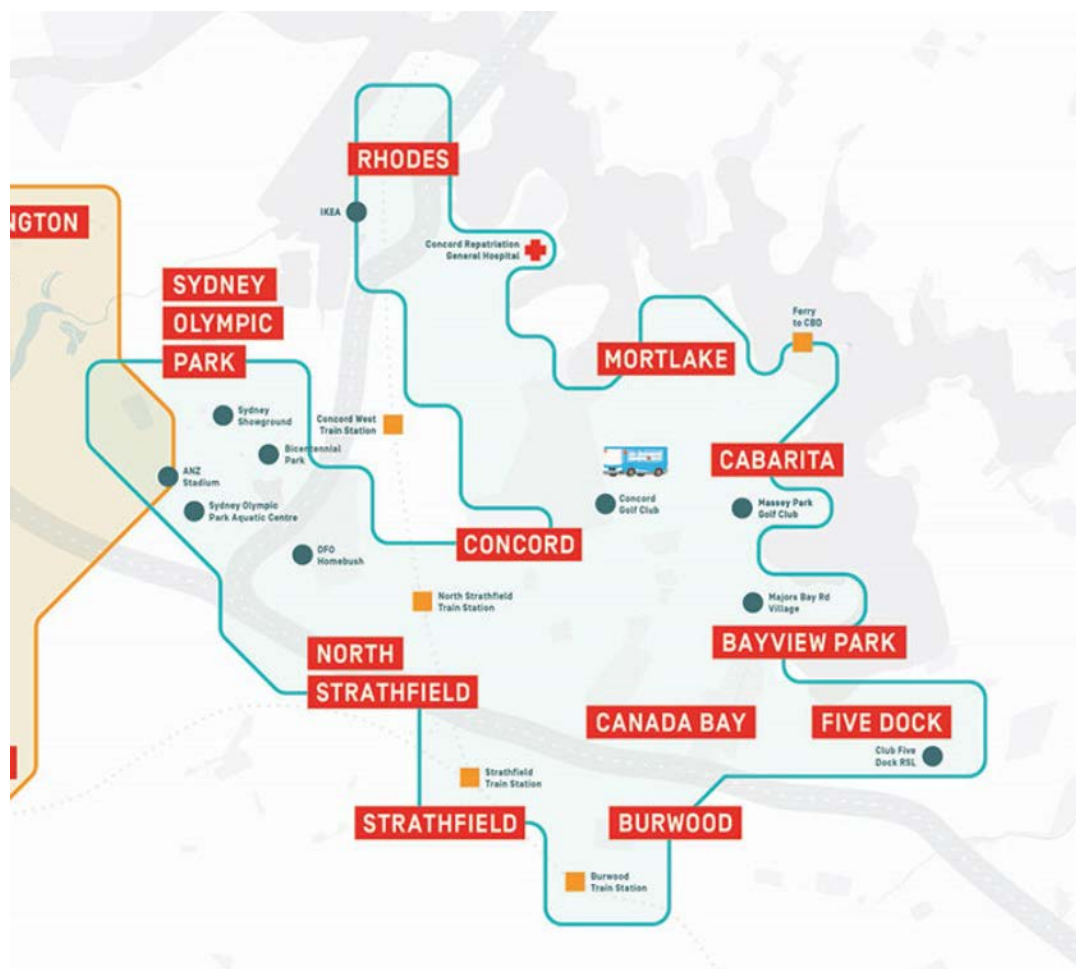 RHODES
NGTON
IKEA
Concord Repatriation
General Hospital
SYDNEY
OLYMPIC
PARK
Ferry
to CBD
MORTLAKE
Sydney
Showground
Concord West
Train Station
Bicentennial
Park
CABARITA
ANZ
Stadium
Sydney Olympic
Park Aquatic Centre
Concord
Golf Club
Massey Park
Golf Club
CONCORD
OFO
Homebush
North Strathfield
Train Station
Majors Bay Rd
Village
BAYVIEW PARK
NORTH
STRATHFIELD
CANADA BAY
FIVE DOCK
Club Five
Dock RSL
Strathfield
Train Station
STRATHFIELD
BURWOOD
Burwood
Train Station